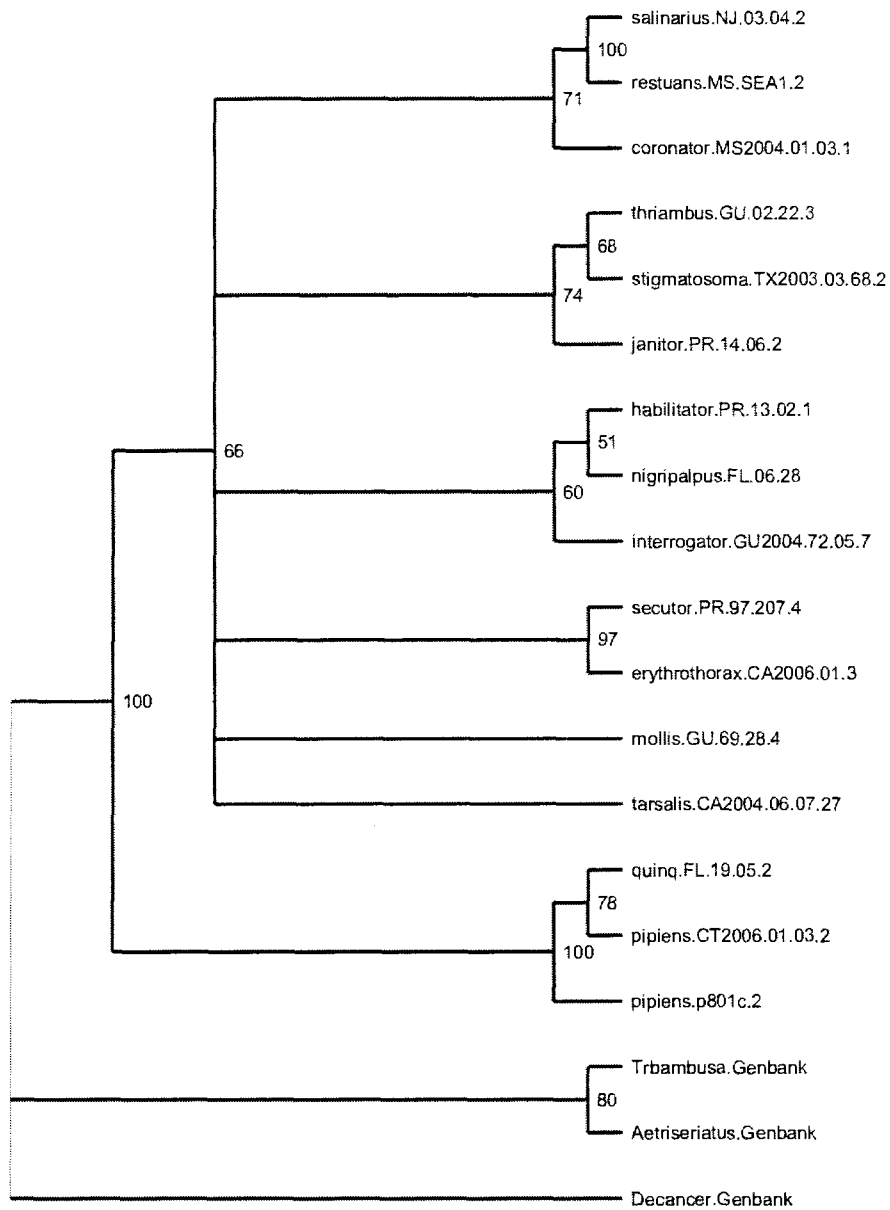 salinarius.NJ.03.04.2
100
restuans.MS.SEA1.2
71
coronator.MS2004.01.03.1
thriambus.GU.02.22.3
68
stigmatosoma.TX2003.03.68.2
74
janitor.PR.14.06.2
habilitator.PR.13.02.1
51
66
nigripalpus.FL.06.28
60
interrogator.GU2004.72.05.7
secutor.PR.97.207.4
97
erythrothorax.CA2006.01.3
100
mollis.GU.69.28.4
tarsalis.CA2004.06.07.27
quinq.FL.19.05.2
78
pipiens.CT2006.01.03.2
100
pipiens.p801c.2
Trbambusa.Genbank
80
Aetriseriatus.Genbank
Decancer.Genbank